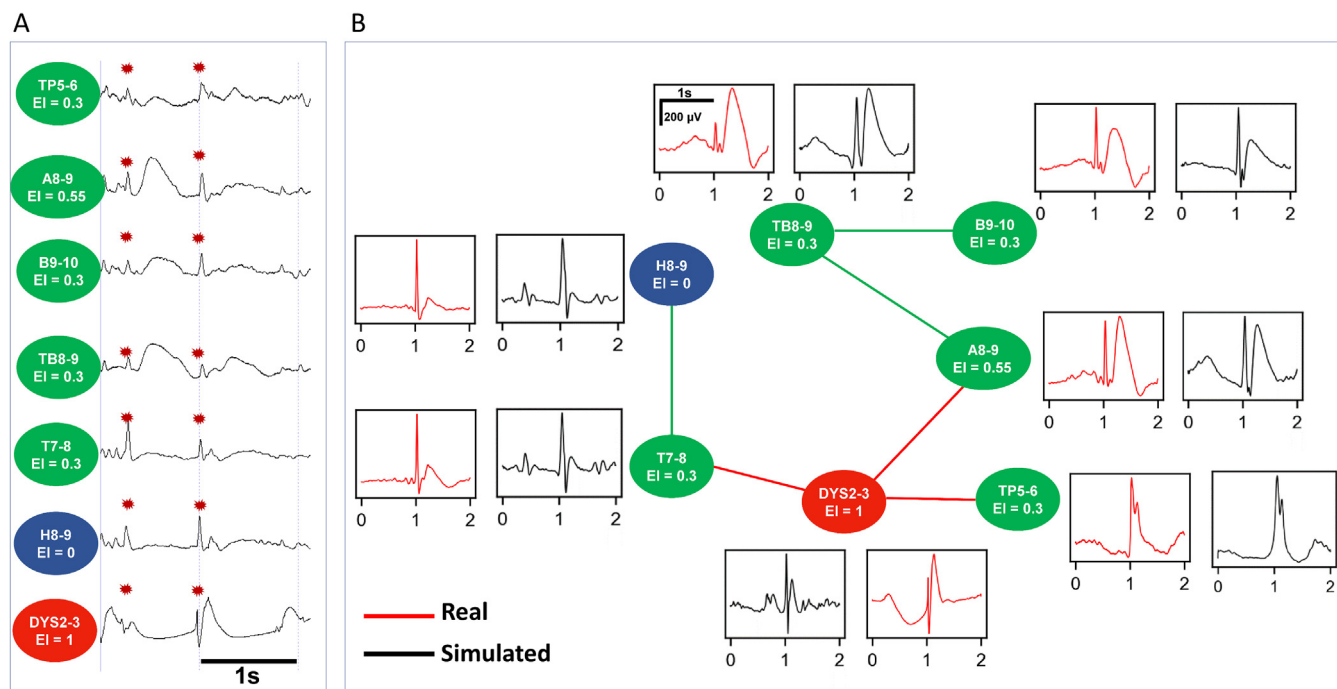 A
TP5-6
EI = 0.3
A8-9
EI = 0.55
B9-10
EI = 0.3
TB8-9
EI = 0.3
T7-8
EI = 0.3
H8-9
EI = 0
DYS2-3
EI = 1
1s
B
1s
200 µV
0 1 2
0 1 2
0 1 2
0 1 2
TB8-9
EI = 0.3
B9-10
EI = 0.3
H8-9
EI = 0
0 1 2
0 1 2
A8-9
EI = 0.55
0 1 2
0 1 2
T7-8
EI = 0.3
0 1 2
0 1 2
DYS2-3
EI = 1
TP5-6
EI = 0.3
0 1 2
0 1 2
0 1 2
0 1 2
Real
Simulated